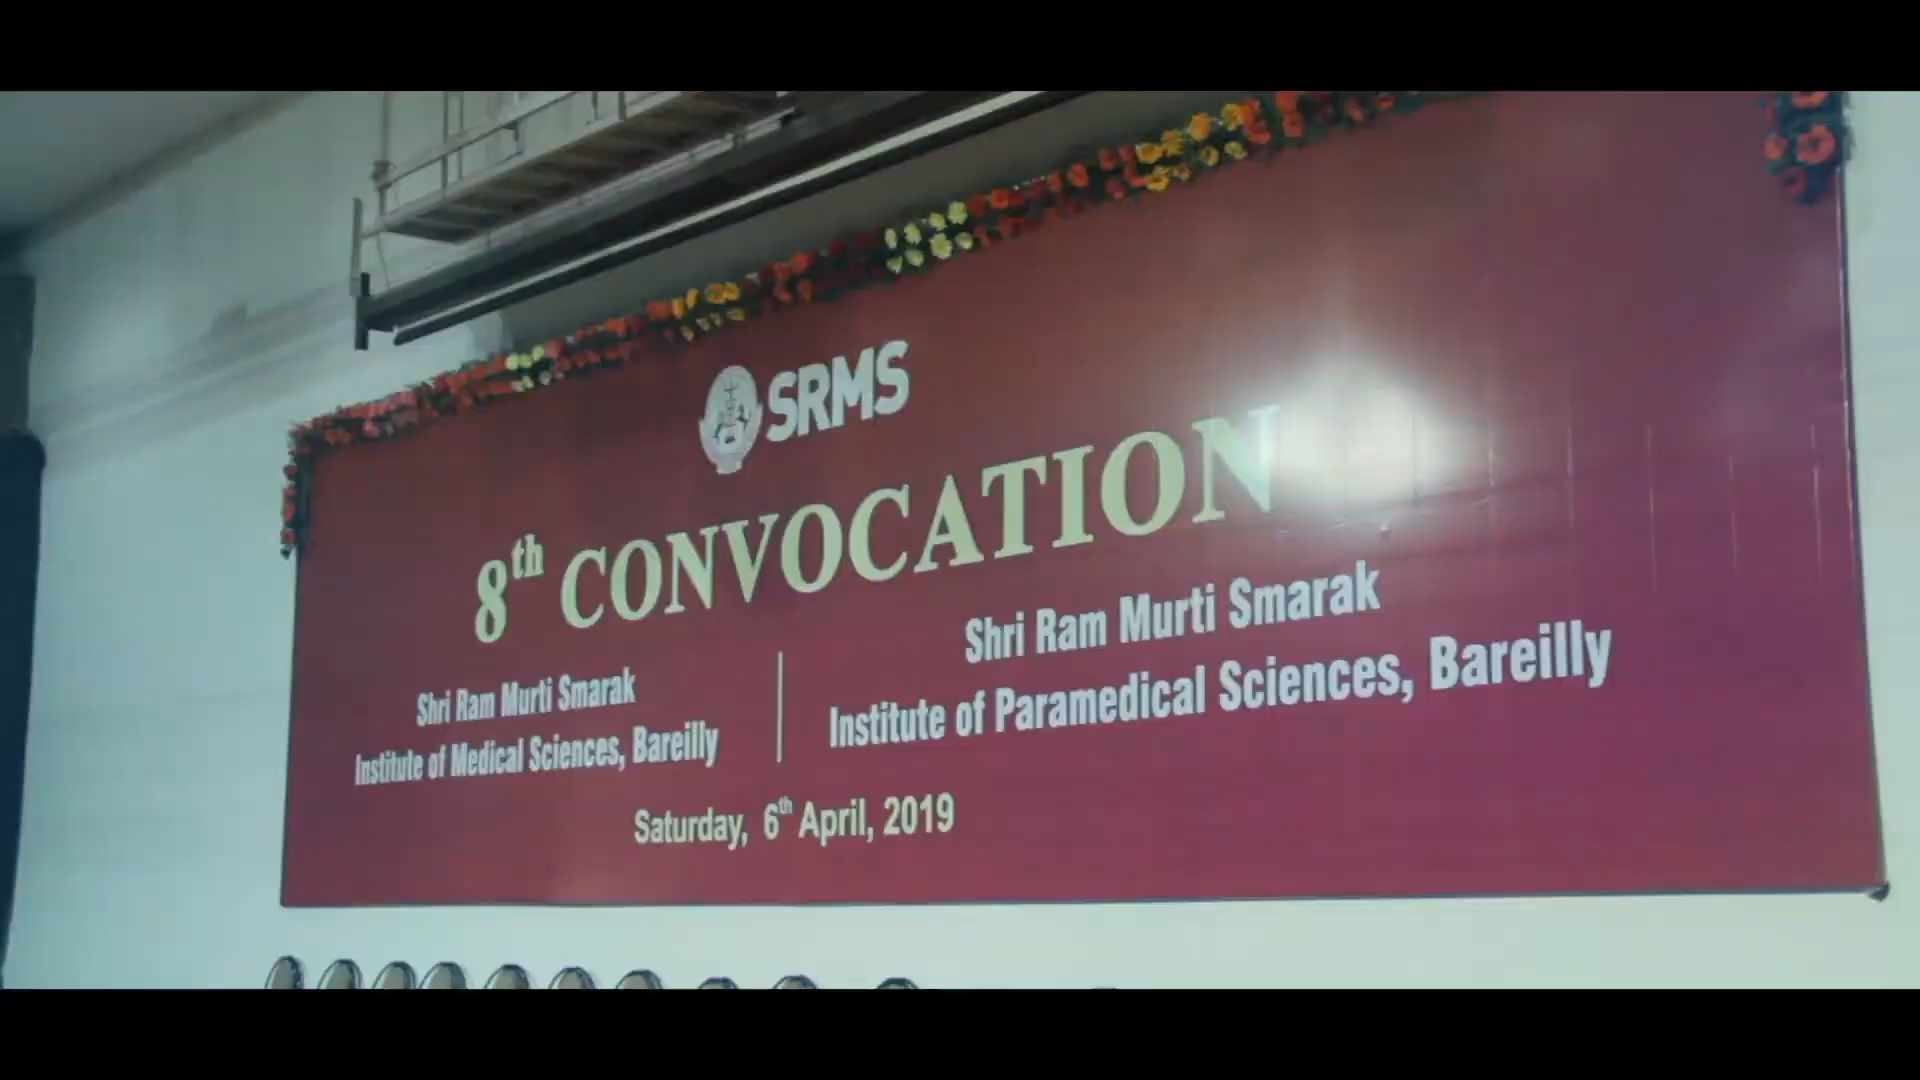 SRMS
8th CONVOCATION
Shri Ram Murti Smarak
Institute of Medical Sciences, Bareilly
Shri Ram Murti Smarak
Institute of Paramedical Sciences, Bareilly
Saturday, 6th April, 2019